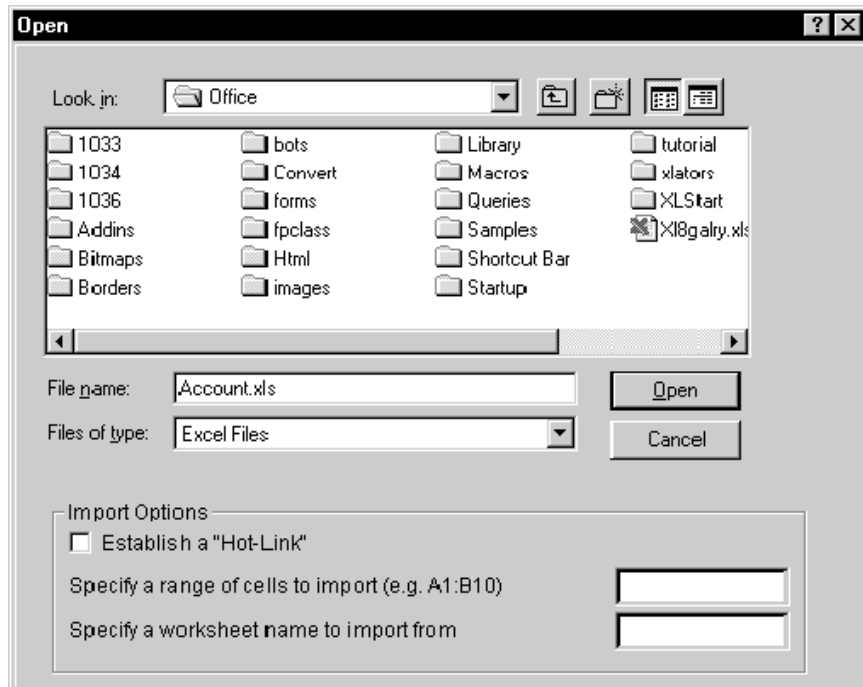 Open
Look in: Office
1033 bots Library tutorial
1034 Convert Macros xlators
1036 forms Queries XLStart
Addins fpclass Samples Xl8galry.xls
Bitmaps Html Shortcut Bar
Borders images Startup
File name: Account.xls Open
Files of type: Excel Files Cancel
Import Options
Establish a "Hot-Link"
Specify a range of cells to import (e.g. A1:B10)
Specify a worksheet name to import from